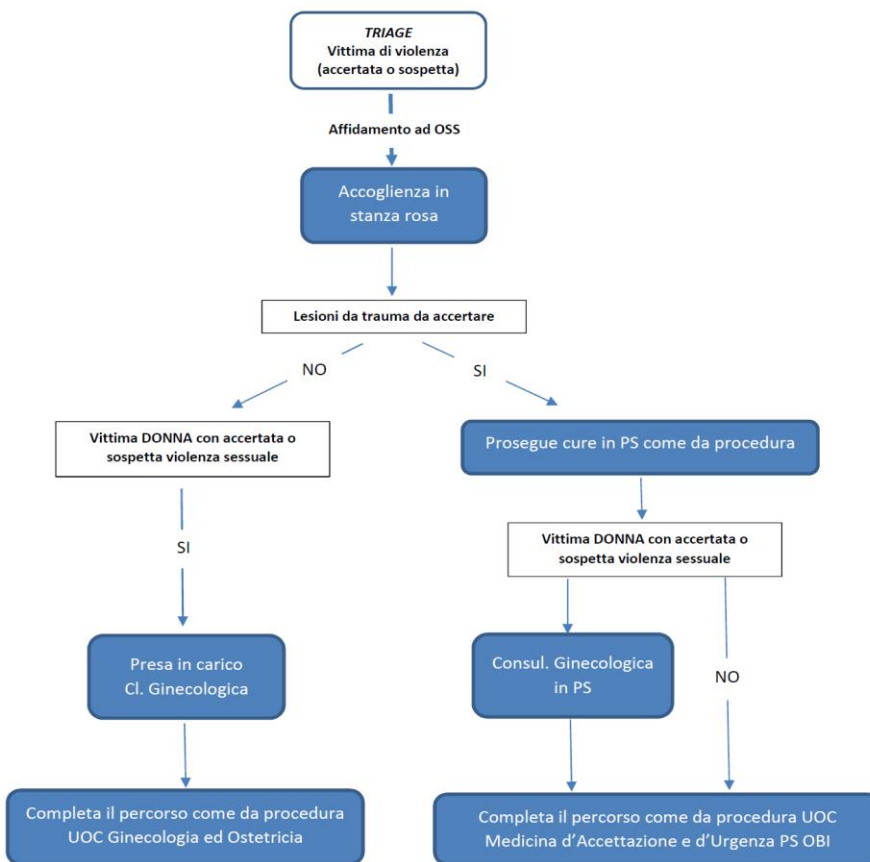 TRIAGE
Vittima di violenza
(accertata o sospetta)
Affidamento ad OSS
Accoglienza in
stanza rosa
Lesioni da trauma da accertare
NO
SI
Vittima DONNA con accertata o
sospetta violenza sessuale
Prosegue cure in PS come da procedura
Vittima DONNA con accertata o
sospetta violenza sessuale
SI
Presa in carico
Cl. Ginecologica
Consul. Ginecologica
in PS
NO
Completa il percorso come da procedura
UOC Ginecologia ed Ostetricia
Completa il percorso come da procedura UOC
Medicina d’Accettazione e d’Urgenza PS OBI